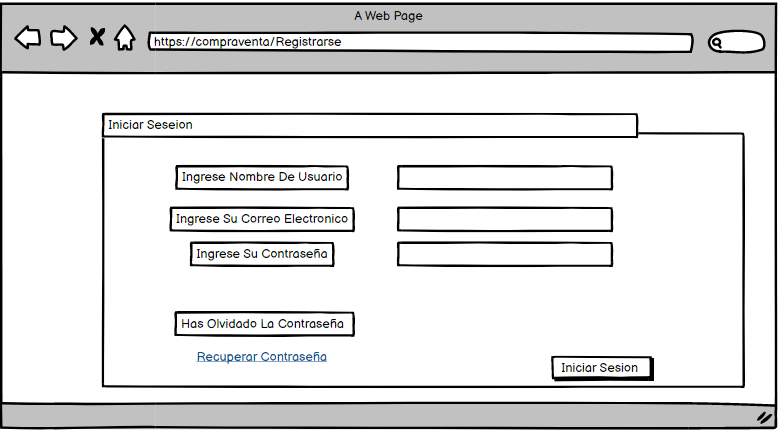 A Web Page
https://compraventa/Registrarse
Iniciar Seseion
Ingrese Nombre De Usuario
Ingrese Su Correo Electronico
Ingrese Su Contraseña
Has Olvidado La Contraseña
Recuperar Contraseña
Iniciar Sesion